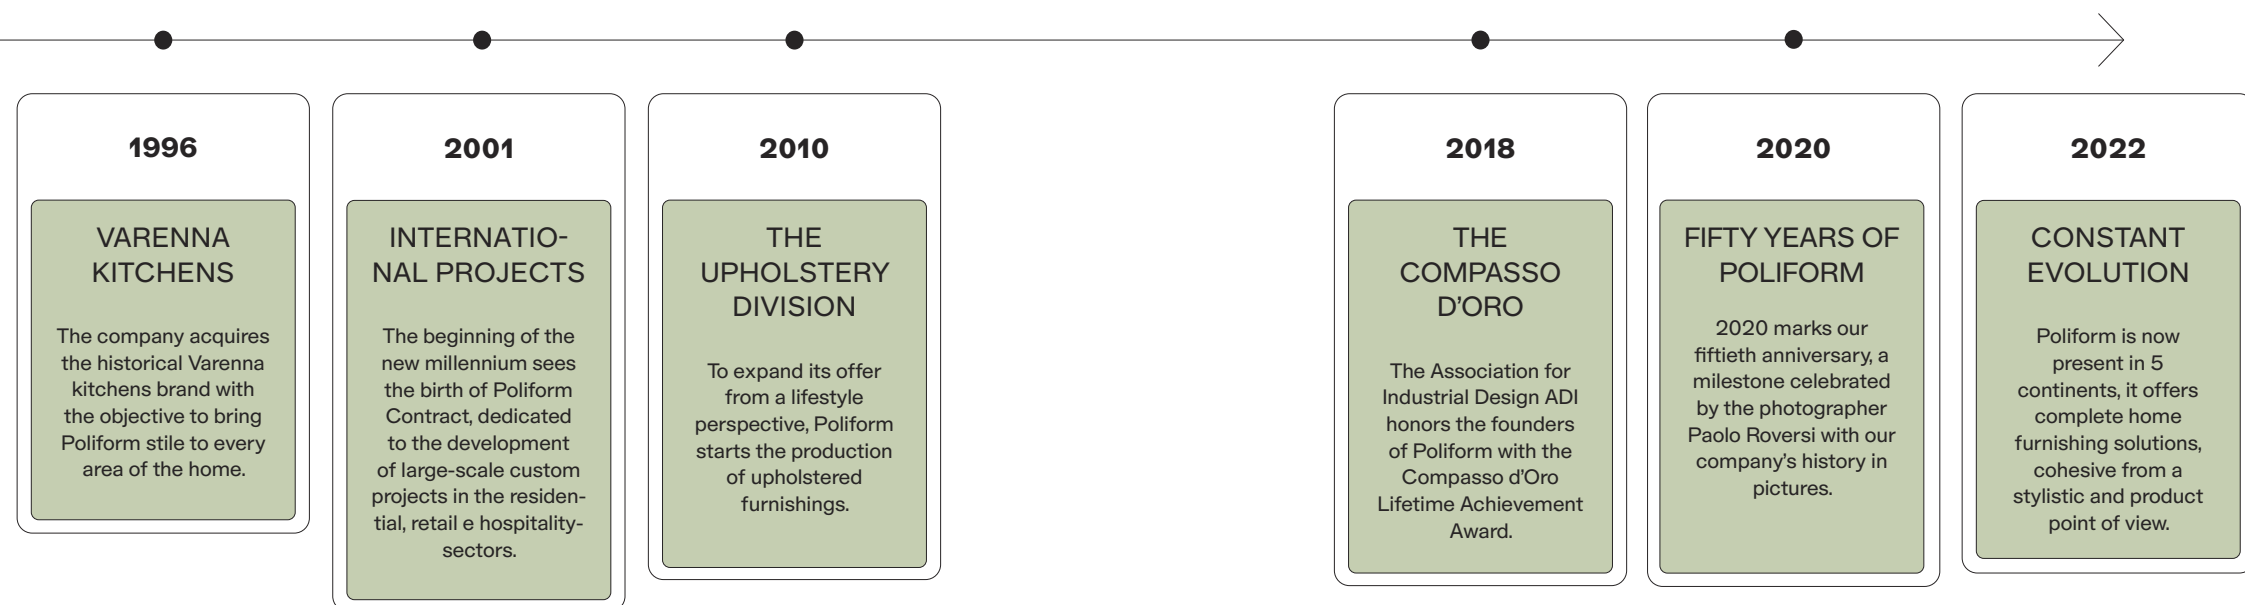 1996
VARENNA
KITCHENS
The company acquires
the historical Varenna
kitchens brand with
the objective to bring
Poliform stile to every
area of the home.
2001
INTERNATIO-
NAL PROJECTS
The beginning of the
new millennium sees
the birth of Poliform
Contract, dedicated
to the development
of large-scale custom
projects in the residen-
tial, retail e hospitality-
sectors.
2010
THE
UPHOLSTERY
DIVISION
To expand its offer
from a lifestyle
perspective, Poliform
starts the production
of upholstered
furnishings.
2018
THE
COMPASSO
D’ORO
The Association for
Industrial Design ADI
honors the founders
of Poliform with the
Compasso d’Oro
Lifetime Achievement
Award.
2020
FIFTY YEARS OF
POLIFORM
2020 marks our
fiftieth anniversary, a
milestone celebrated
by the photographer
Paolo Roversi with our
company’s history in
pictures.
2022
CONSTANT
EVOLUTION
Poliform is now
present in 5
continents, it offers
complete home
furnishing solutions,
cohesive from a
stylistic and product
point of view.